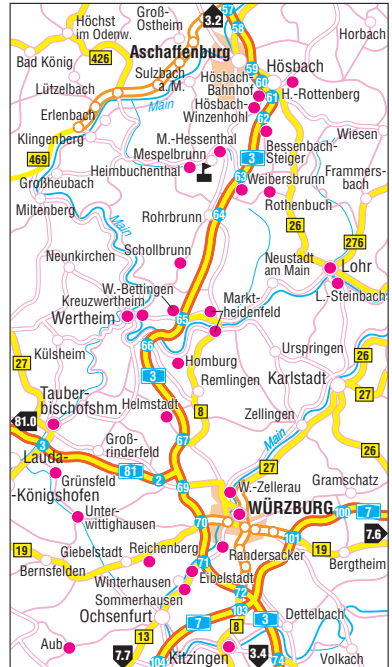 Groß-
Ostheim
3.2
57
58
Höchst
im Odenw.
Horbach
Aschaffenburg
Bad König
426
59
Hösbach
Sulzbach
a. M.
Hösbach-
Bahnhof
60
Lützelbach
61
H.-Rottenberg
Main
Hösbach-
Winzenhohl
Erlenbach
62
Klingenberg
M.-Hessenthal
Bessenbach-
Steiger
Wiesen
469
Mespelbrunn
3
Heimbuchenthal
63
Weibersbrunn
Frammers-
bach
Großheubach
Rothenbuch
Miltenberg
Main
Rohrbrunn
64
26
276
Schollbrunn
Neunkirchen
Neustadt
am Main
Lohr
W.-Bettingen
Kreuzwertheim
Markt-
heidenfeld
L.-Steinbach
Wertheim
65
66
Urspringen
26
Külsheim
27
Homburg
3
Remlingen
Karlstadt
26
Tauber-
bischofshm.
Helmstadt
8
27
81.0
Zellingen
3
Groß-
rinderfeld
67
Main
Lauda-
-Königshofen
81
2
27
Grünsfeld
69
W.-Zellerau
Gramschatz
Unter-
wittighausen
WÜRZBURG
100
7
70
7.6
19
Giebelstadt
Reichenberg
Randersacker
101
19
Bernsfelden
71
Bergtheim
Winterhausen
Eibelstadt
Sommerhausen
72
Ochsenfurt
103
7
3
Dettelbach
13
8
Aub
7.7
104
Kitzingen
3.4
74
Volkach